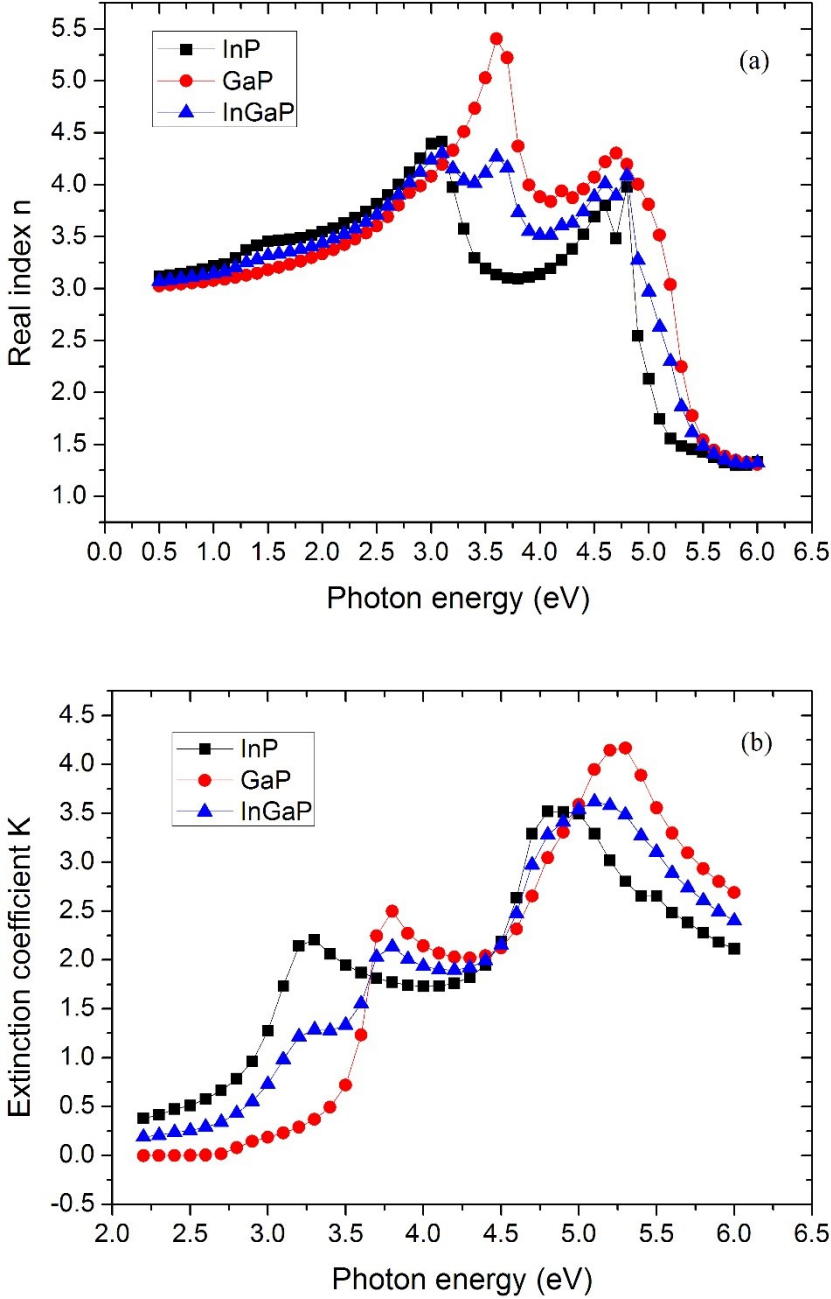 5.5
5.0
4.5
4.0
3.5
3.0
2.5
2.0
1.5
1.0
Real index n
InP
GaP
InGaP
(a)
0.0 0.5 1.0 1.5 2.0 2.5 3.0 3.5 4.0 4.5 5.0 5.5 6.0 6.5
Photon energy (eV)
4.5
4.0
3.5
3.0
2.5
2.0
1.5
1.0
0.5
0.0
-0.5
Extinction coefficient K
InP
GaP
InGaP
(b)
2.0 2.5 3.0 3.5 4.0 4.5 5.0 5.5 6.0 6.5
Photon energy (eV)